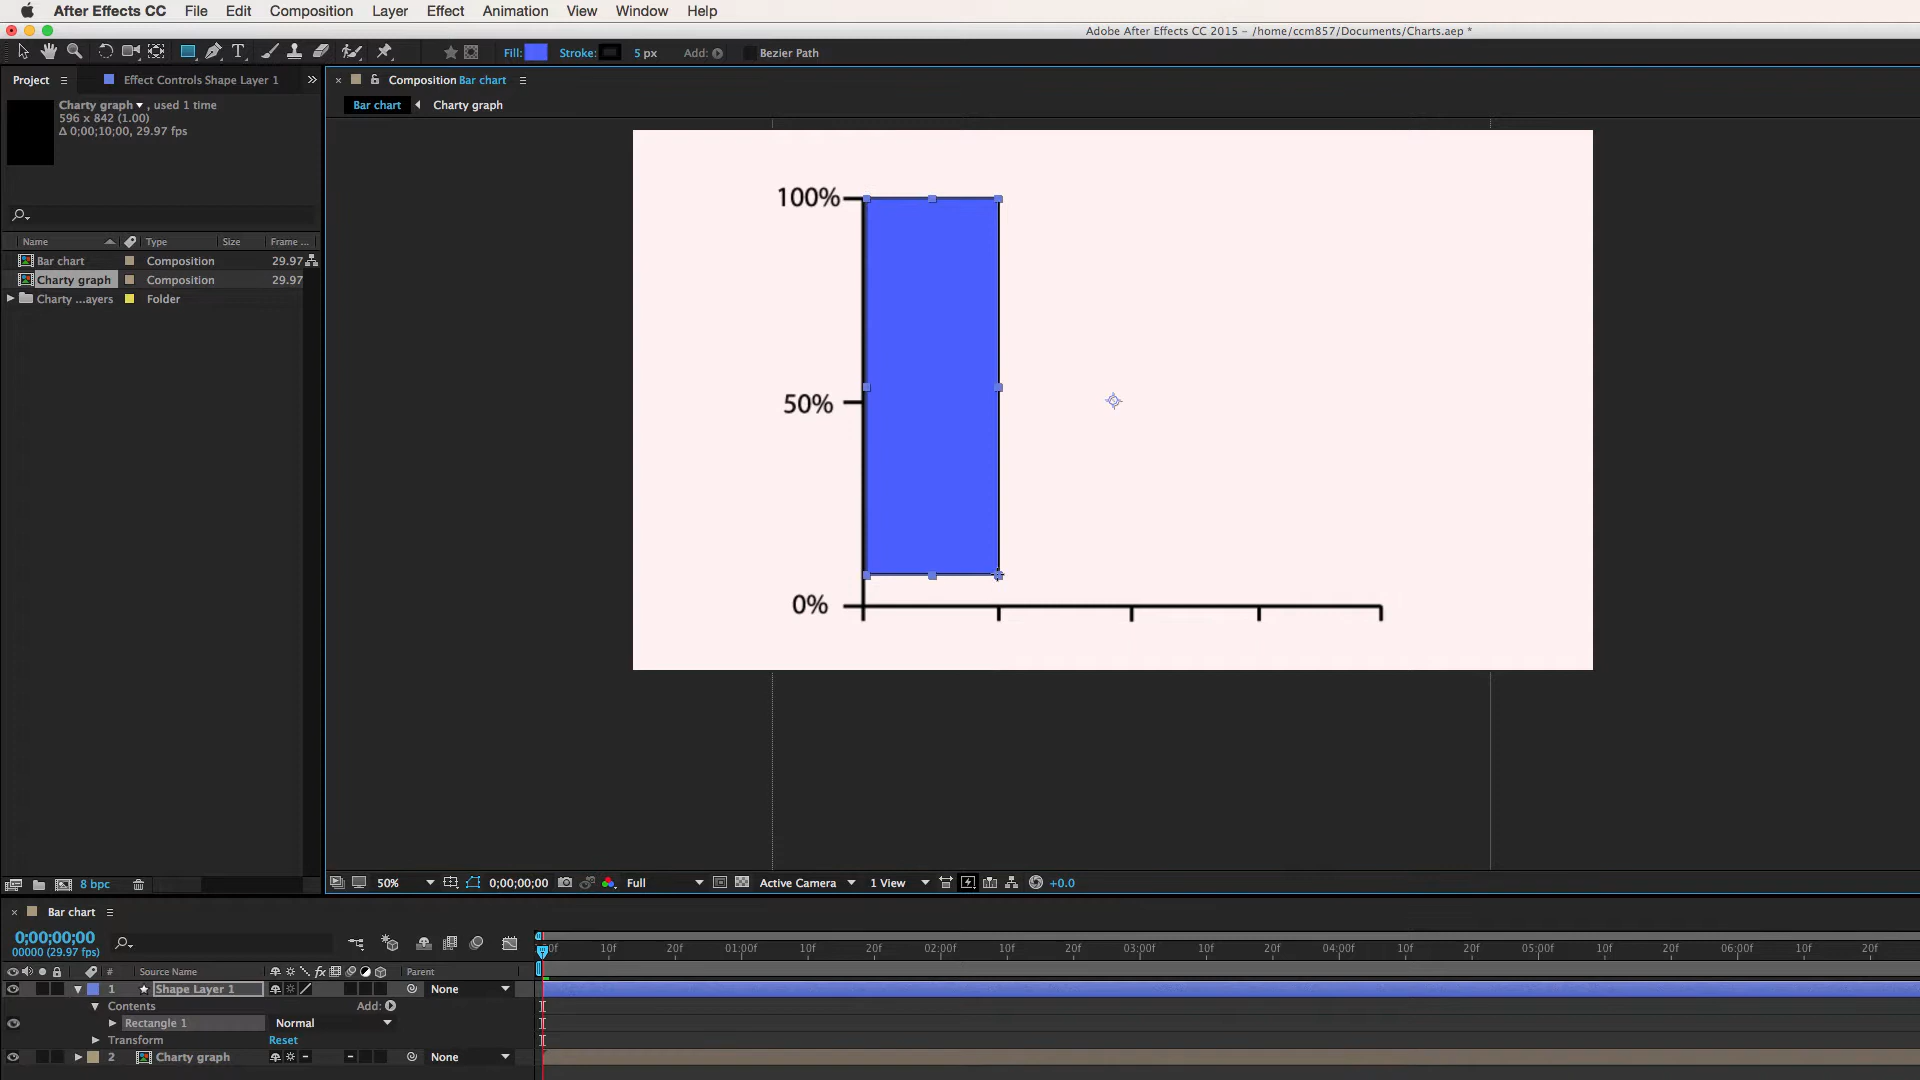 After Effects CC File Edit Composition Layer Effect Animation View Window Help
Adobe After Effects CC 2015 – /home/ccm857/Documents/Charts.aep *
Fill: Stroke: 5 px Add: Bezier Path
Project Effect Controls Shape Layer 1 »
× Composition Bar chart
Bar chart Charty graph
Charty graph , used 1 time
596 x 842 (1.00)
Δ 0;00;10;00, 29.97 fps
Name Type Size Frame ...
Bar chart Composition 29.97
Charty graph Composition 29.97
Charty ...ayers Folder
100%
50%
0%
8 bpc
50% 0;00;00;00 Full Active Camera 1 View +0.0
× Bar chart
0;00;00;00
00000 (29.97 fps)
00f 10f 20f 01:00f 10f 20f 02:00f 10f 20f 03:00f 10f 20f 04:00f 10f 20f 05:00f 10f 20f 06:00f 10f 20f
# Source Name fx Parent
1 Shape Layer 1 None
Contents Add:
Rectangle 1 Normal
Transform Reset
2 Charty graph None